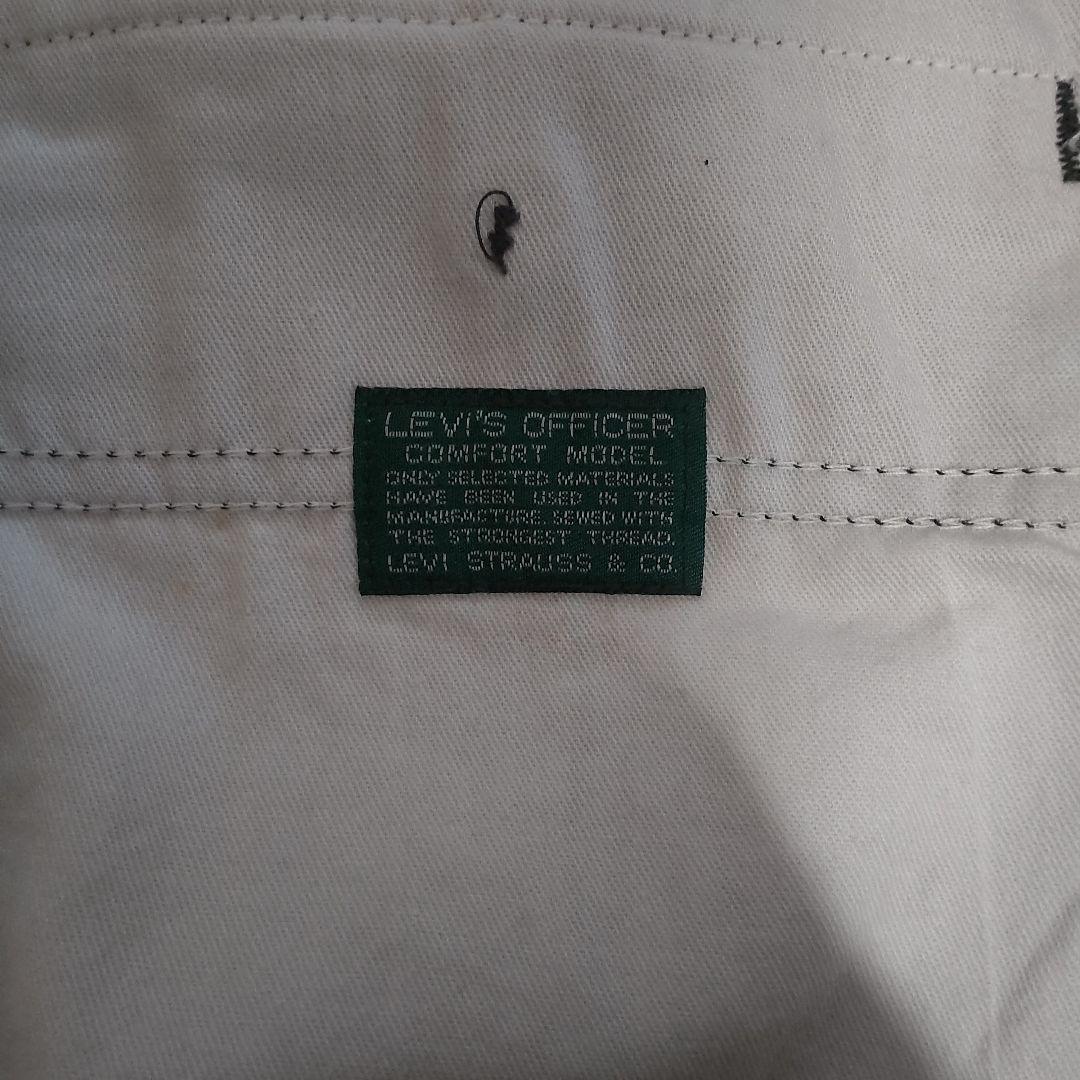 LEVI'S OFFICER
COMFORT MODEL
ONLY SELECTED MATERIALS
HAVE BEEN USED IN THE
MANUFACTURE. SEWED WITH
THE STRONGEST THREAD.
LEVI STRAUSS & CO.